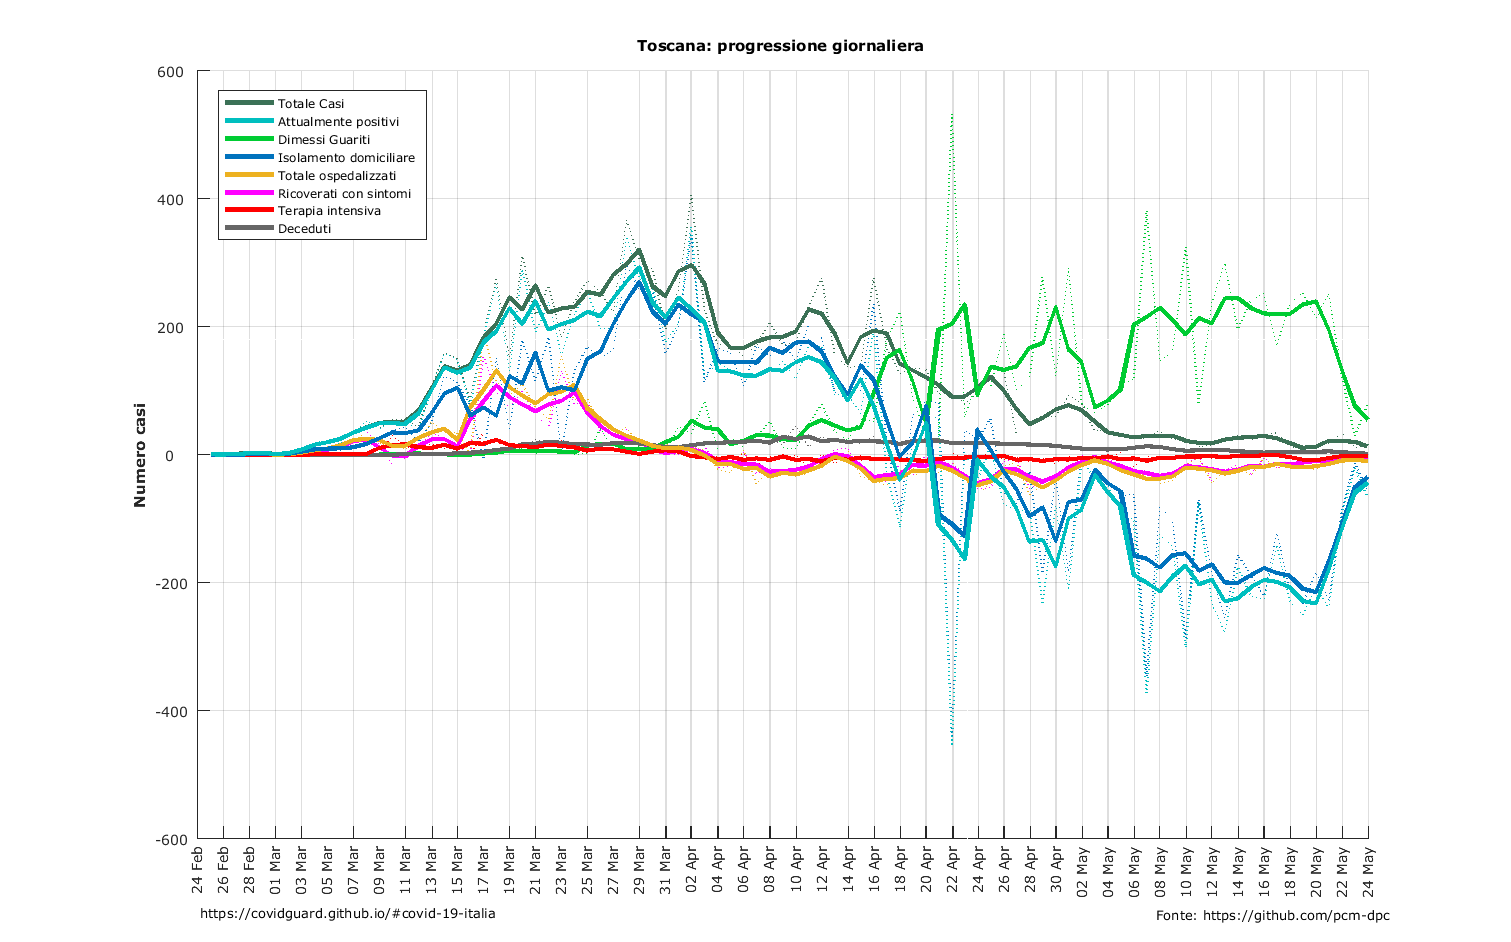 Toscana: progressione giornaliera
600
400
200
0
-200
-400
-600
Numero casi
Totale Casi
Attualmente positivi
Dimessi Guariti
Isolamento domiciliare
Totale ospedalizzati
Ricoverati con sintomi
Terapia intensiva
Deceduti
24 Feb
26 Feb
28 Feb
01 Mar
03 Mar
05 Mar
07 Mar
09 Mar
11 Mar
13 Mar
15 Mar
17 Mar
19 Mar
21 Mar
23 Mar
25 Mar
27 Mar
29 Mar
31 Mar
02 Apr
04 Apr
06 Apr
08 Apr
10 Apr
12 Apr
14 Apr
16 Apr
18 Apr
20 Apr
22 Apr
24 Apr
26 Apr
28 Apr
30 Apr
02 May
04 May
06 May
08 May
10 May
12 May
14 May
16 May
18 May
20 May
22 May
24 May
https://covidguard.github.io/#covid-19-italia
Fonte: https://github.com/pcm-dpc